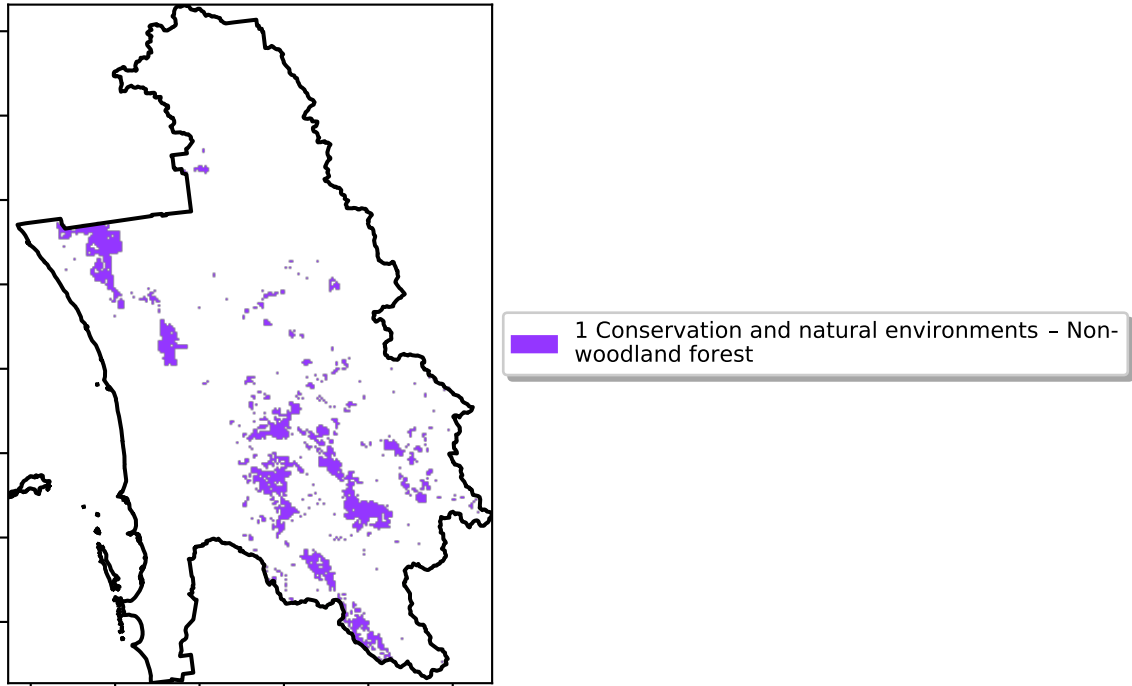 1 Conservation and natural environments – Non-
woodland forest